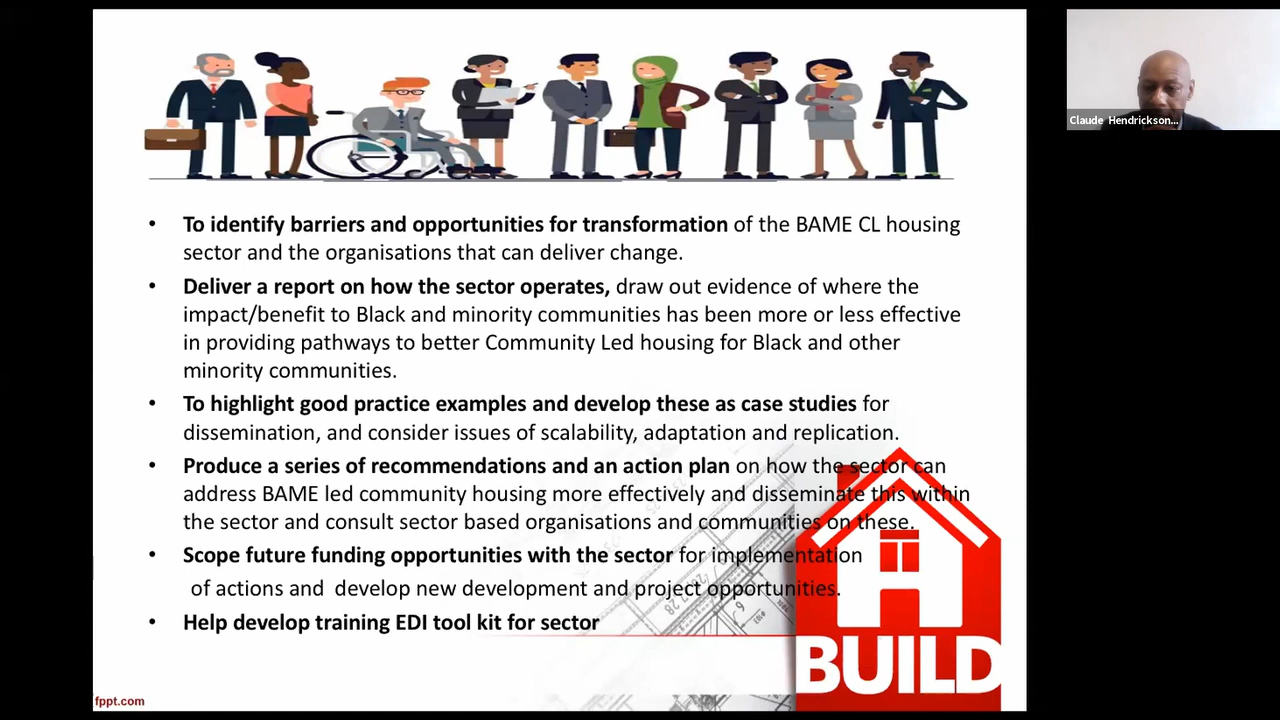 Claude Hendrickson...
• To identify barriers and opportunities for transformation of the BAME CL housing
sector and the organisations that can deliver change.
• Deliver a report on how the sector operates, draw out evidence of where the
impact/benefit to Black and minority communities has been more or less effective
in providing pathways to better Community Led housing for Black and other
minority communities.
• To highlight good practice examples and develop these as case studies for
dissemination, and consider issues of scalability, adaptation and replication.
• Produce a series of recommendations and an action plan on how the sector can
address BAME led community housing more effectively and disseminate this within
the sector and consult sector based organisations and communities on these.
• Scope future funding opportunities with the sector for implementation
of actions and develop new development and project opportunities.
• Help develop training EDI tool kit for sector
BUILD
fppt.com